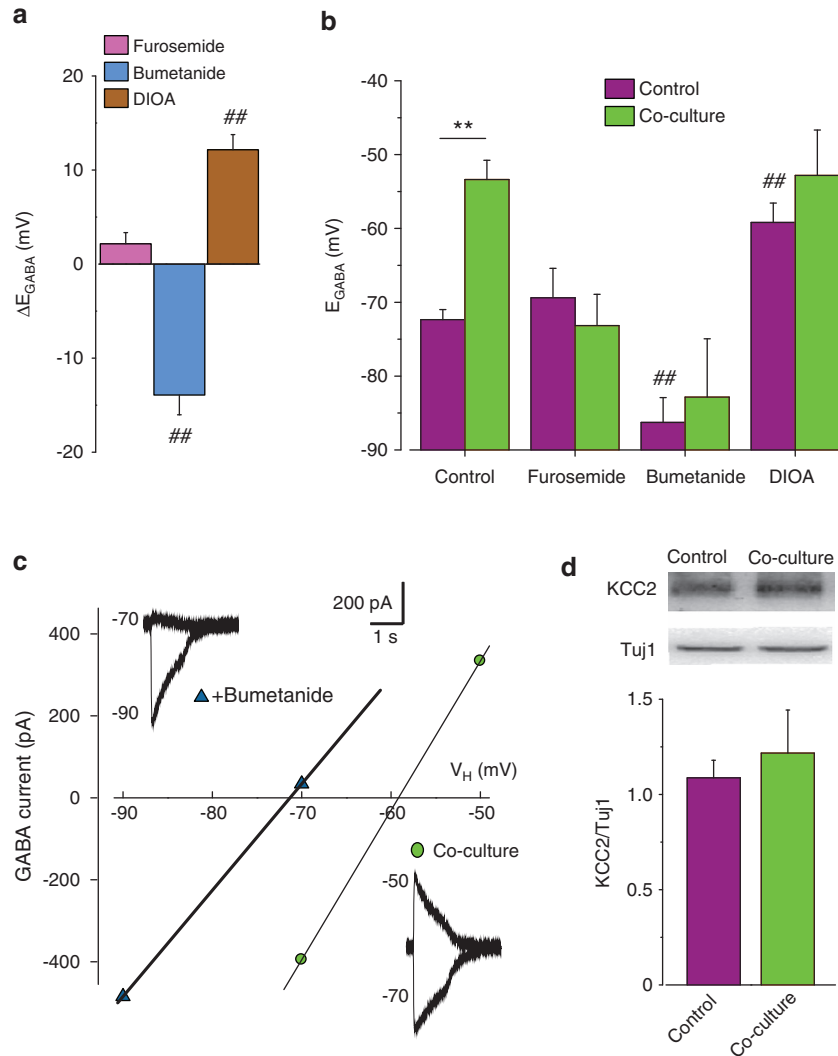 a
Furosemide
Bumetanide
DIOA
20
10
0
-10
-20
ΔE_GABA (mV)
##
##
b
Control
Co-culture
-40
-50
-60
-70
-80
-90
E_GABA (mV)
**
##
##
Control
Furosemide
Bumetanide
DIOA
c
200 pA
1 s
400
200
0
-200
-400
GABA current (pA)
-70
-90
+Bumetanide
V_H (mV)
-90
-80
-70
-60
-50
Co-culture
-50
-70
d
Control
Co-culture
KCC2
Tuj1
1.5
1.0
0.5
0
KCC2/Tuj1
Control
Co-culture